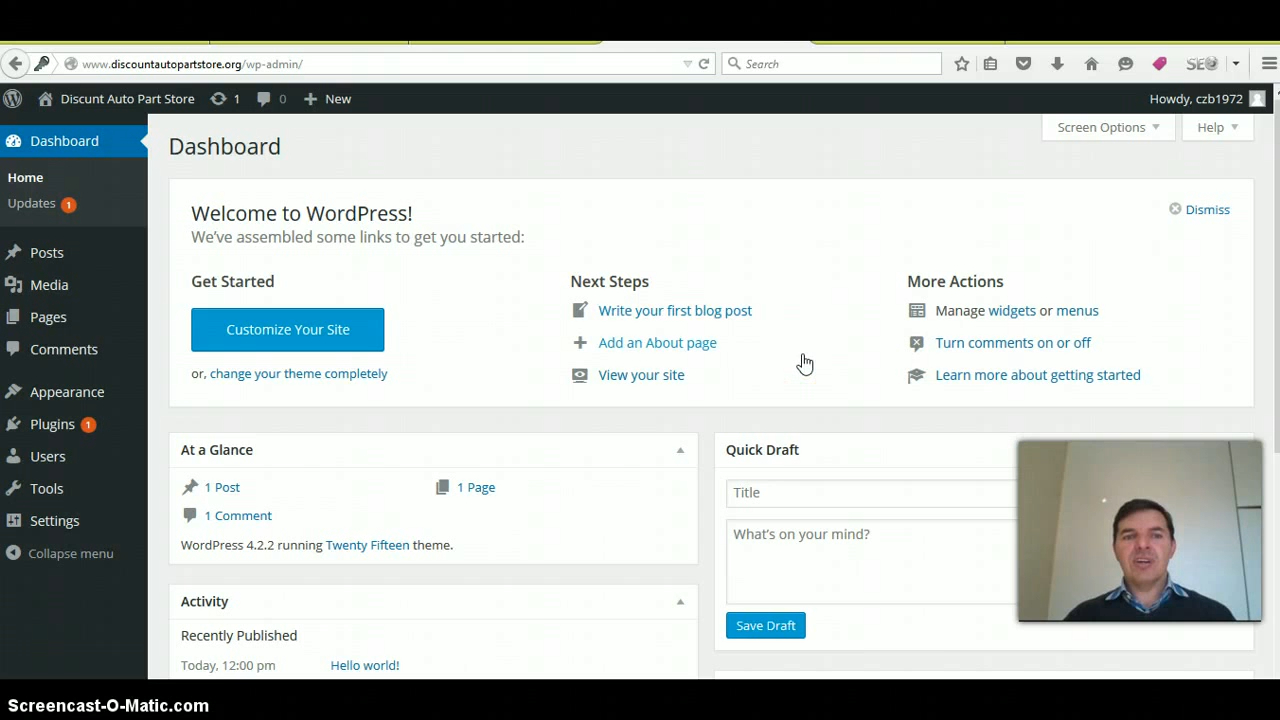 www.discountautopartstore.org/wp-admin/
Search
SEO
Discunt Auto Part Store
1
0
New
Howdy, czb1972
Dashboard
Home
Updates 1
Posts
Media
Pages
Comments
Appearance
Plugins 1
Users
Tools
Settings
Collapse menu
Dashboard
Screen Options
Help
Welcome to WordPress!
We've assembled some links to get you started:
Dismiss
Get Started
Customize Your Site
or, change your theme completely
Next Steps
Write your first blog post
Add an About page
View your site
More Actions
Manage widgets or menus
Turn comments on or off
Learn more about getting started
At a Glance
1 Post
1 Page
1 Comment
WordPress 4.2.2 running Twenty Fifteen theme.
Activity
Recently Published
Today, 12:00 pm
Hello world!
Quick Draft
Title
What's on your mind?
Save Draft
Screencast-O-Matic.com